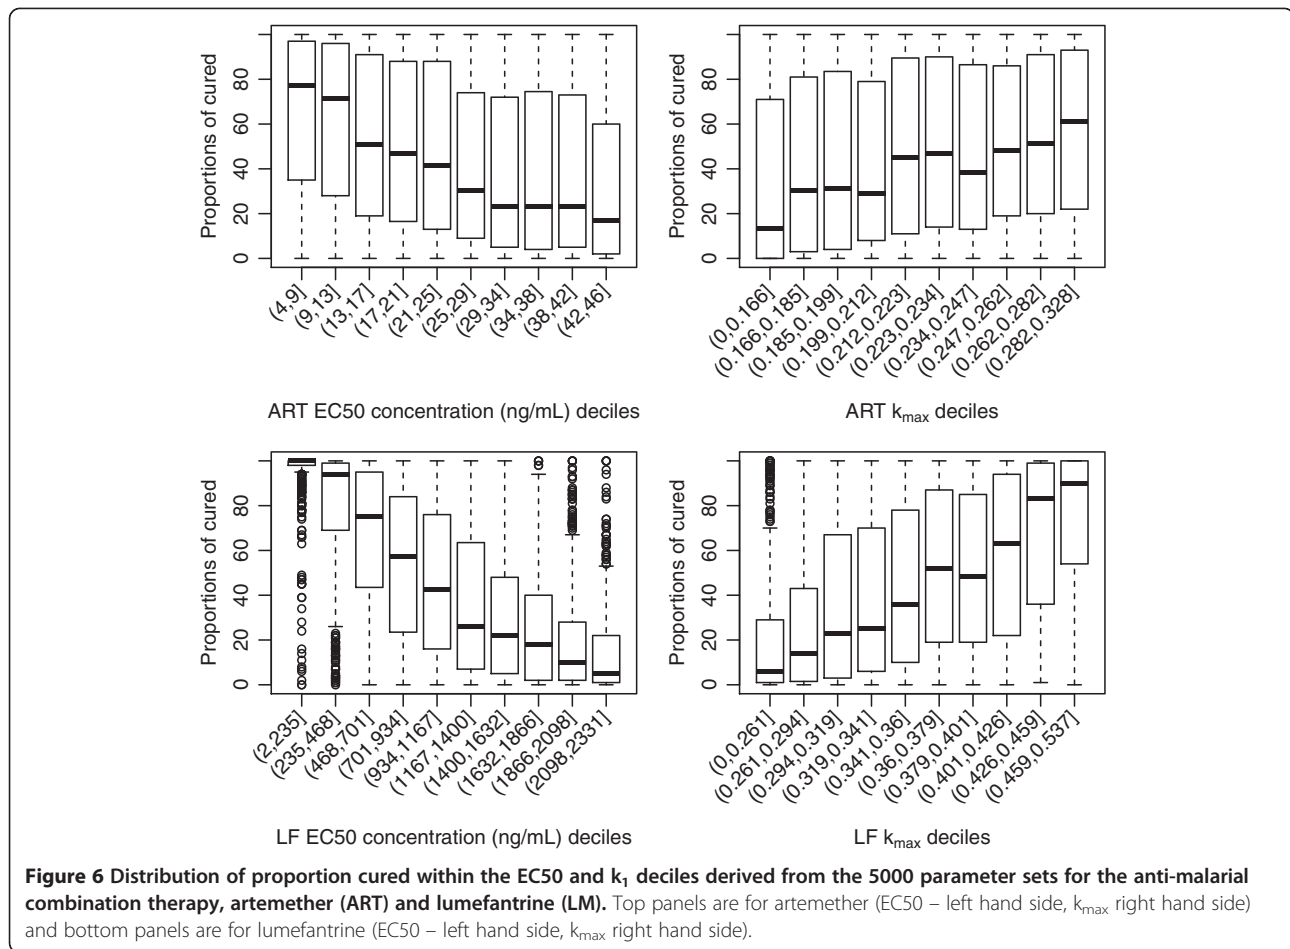 Proportions of cured
0 20 40 60 80
(4,9] (9,13] (13,17] (17,21] (21,25] (25,29] (29,34] (34,38] (38,42] (42,46]
ART EC50 concentration (ng/mL) deciles
Proportions of cured
0 20 40 60 80
(0,0.166] (0.166,0.185] (0.185,0.199] (0.199,0.212] (0.212,0.223] (0.223,0.234] (0.234,0.247] (0.247,0.262] (0.262,0.282] (0.282,0.328]
ART kmax deciles
Proportions of cured
0 20 40 60 80
(2,235] (235,468] (468,701] (701,934] (934,1167] (1167,1400] (1400,1632] (1632,1866] (1866,2098] (2098,2331]
LF EC50 concentration (ng/mL) deciles
Proportions of cured
0 20 40 60 80
(0,0.261] (0.261,0.294] (0.294,0.319] (0.319,0.341] (0.341,0.36] (0.36,0.379] (0.379,0.401] (0.401,0.426] (0.426,0.459] (0.459,0.537]
LF kmax deciles
Figure 6 Distribution of proportion cured within the EC50 and k1 deciles derived from the 5000 parameter sets for the anti-malarial
combination therapy, artemether (ART) and lumefantrine (LM). Top panels are for artemether (EC50 – left hand side, kmax right hand side)
and bottom panels are for lumefantrine (EC50 – left hand side, kmax right hand side).